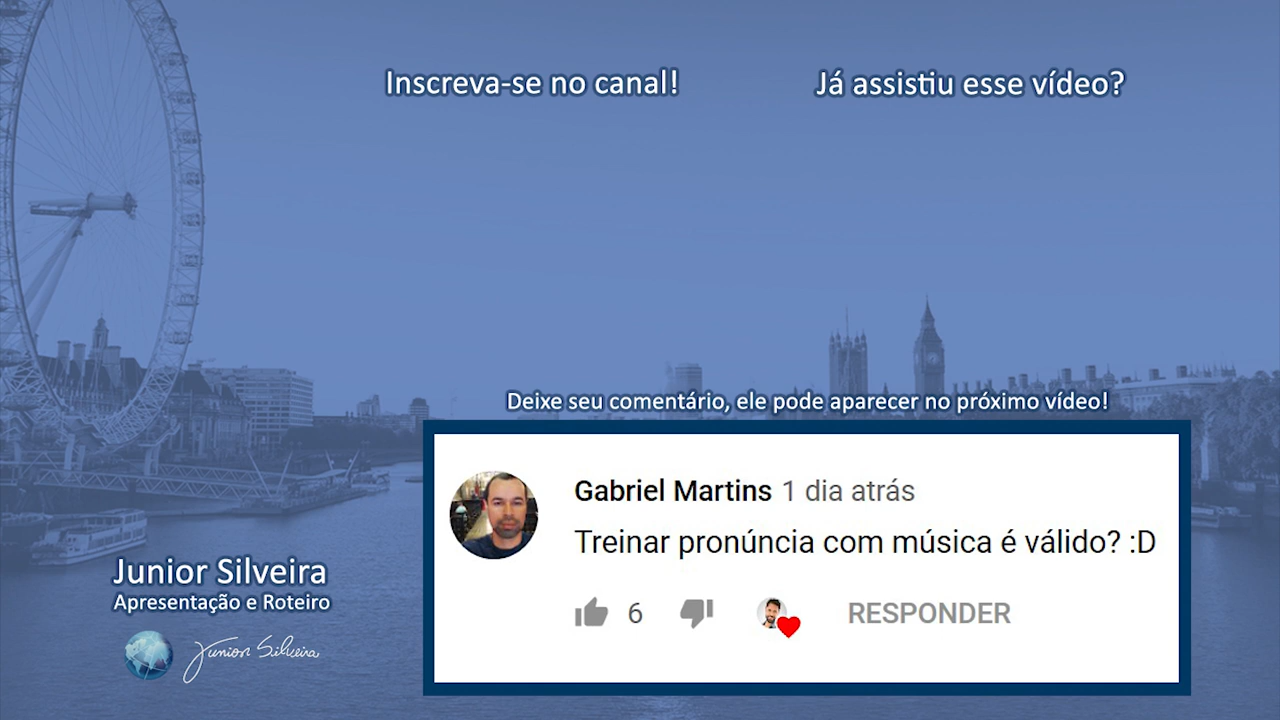 Inscreva-se no canal!
Já assistiu esse vídeo?
Deixe seu comentário, ele pode aparecer no próximo vídeo!
Gabriel Martins 1 dia atrás
Treinar pronúncia com música é válido? :D
6
RESPONDER
Junior Silveira
Apresentação e Roteiro
Junior Silveira